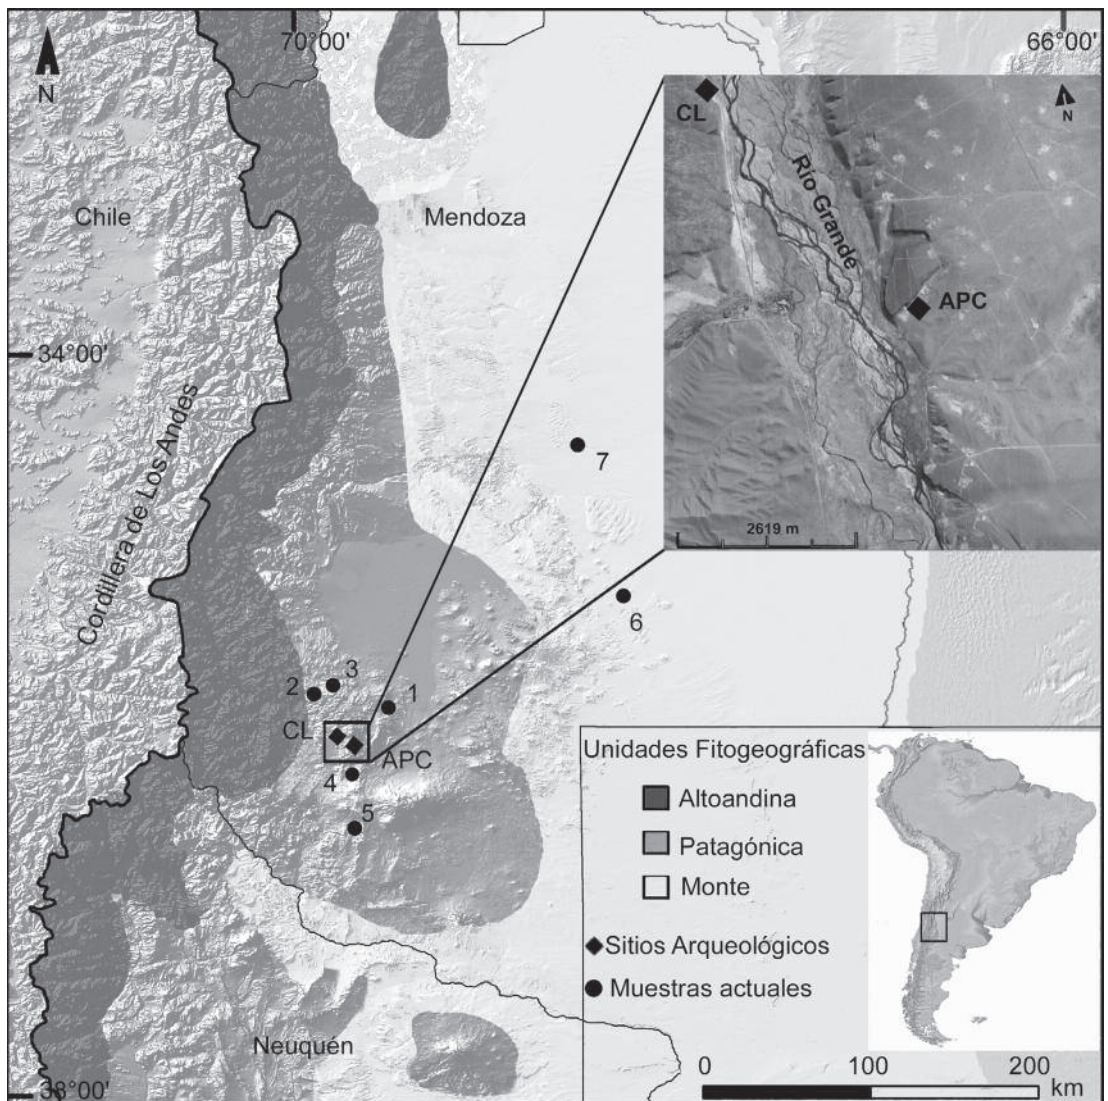 70°00'
66°00'
N
N
CL
Río Grande
APC
2619 m
Chile
Mendoza
34°00'
Cordillera de Los Andes
7
6
2
3
1
CL
APC
4
5
Neuquén
38°00'
Unidades Fitogeográficas
Altoandina
Patagónica
Monte
Sitios Arqueológicos
Muestras actuales
0 100 200
km